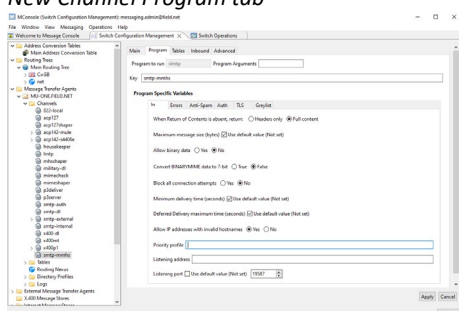 New Channel Program tab
MConsole (Switch Configuration Management) messaging.admin@field.net
File Window View Messaging Operations Help
Welcome to Message Console Switch Configuration Management Switch Operations
Address Conversion Tables
Main Address Conversion Table
Routing Trees
Main Routing Tree
C=GB
net
Message Transfer Agents
MU-ONE.FIELD.NET
Channels
822-local
acp127
acp127shaper
acp142-mule
acp142-s4406e
housekeeper
lmtp
mhsshaper
military-dl
mimecheck
mimeshaper
p3deliver
p3server
smtp-auth
smtp-dl
smtp-external
smtp-internal
x400-dl
x400mt
x400p1
smtp-mmhs
Tables
Routing Nexus
Directory Profiles
Logs
External Message Transfer Agents
X.400 Message Stores
Main Program Tables Inbound Advanced
Program to run slmtp Program Arguments
Key smtp-mmhs
Program Specific Variables
In Errors Anti-Spam Auth TLS Greylist
When Return of Contents is absent, return: Headers only Full content
Maximum message size (bytes) Use default value (Not set)
Allow binary data Yes No
Convert BINARYMIME data to 7-bit True False
Block all connection attempts Yes No
Minimum delivery time (seconds) Use default value (Not set)
Deferred Delivery maximum time (seconds) Use default value (Not set)
Allow IP addresses with invalid hostnames Yes No
Priority profile
Listening address
Listening port Use default value (Not set) 19587
Apply Cancel